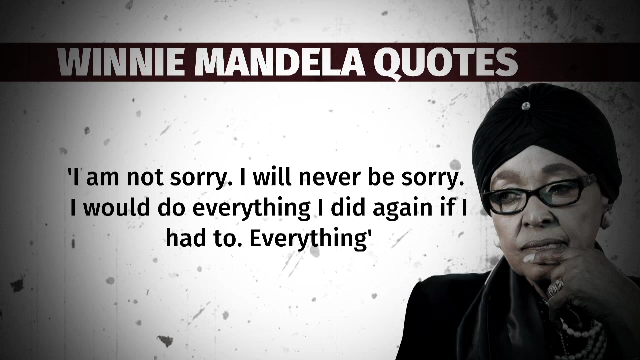 WINNIE MANDELA QUOTES
'I am not sorry. I will never be sorry.
I would do everything I did again if I
had to. Everything'